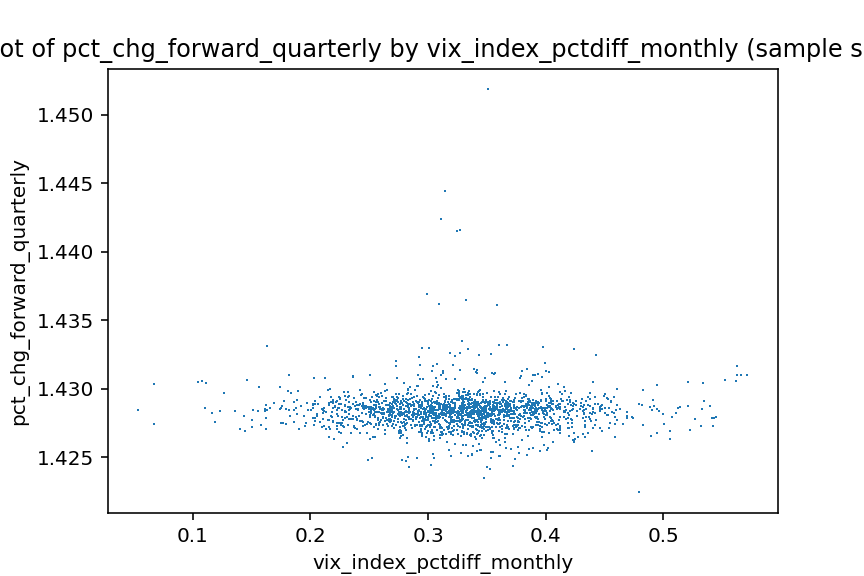 ot of pct_chg_forward_quarterly by vix_index_pctdiff_monthly (sample s
1.450
1.445
1.440
1.435
1.430
1.425
pct_chg_forward_quarterly
0.1 0.2 0.3 0.4 0.5
vix_index_pctdiff_monthly